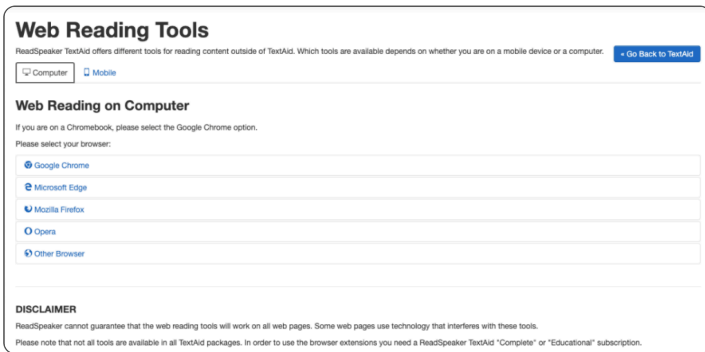 Web Reading Tools
ReadSpeaker TextAid offers different tools for reading content outside of TextAid. Which tools are available depends on whether you are on a mobile device or a computer.
« Go Back to TextAid
Computer
Mobile
Web Reading on Computer
If you are on a Chromebook, please select the Google Chrome option.
Please select your browser:
Google Chrome
Microsoft Edge
Mozilla Firefox
Opera
Other Browser
DISCLAIMER
ReadSpeaker cannot guarantee that the web reading tools will work on all web pages. Some web pages use technology that interferes with these tools.
Please note that not all tools are available in all TextAid packages. In order to use the browser extensions you need a ReadSpeaker TextAid "Complete" or "Educational" subscription.